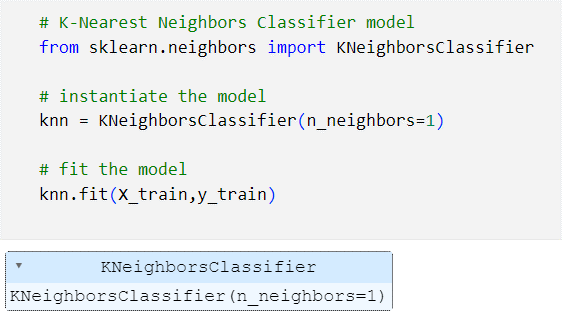 # K-Nearest Neighbors Classifier model
from sklearn.neighbors import KNeighborsClassifier
# instantiate the model
knn = KNeighborsClassifier(n_neighbors=1)
# fit the model
knn.fit(X_train,y_train)
▾ KNeighborsClassifier
KNeighborsClassifier(n_neighbors=1)